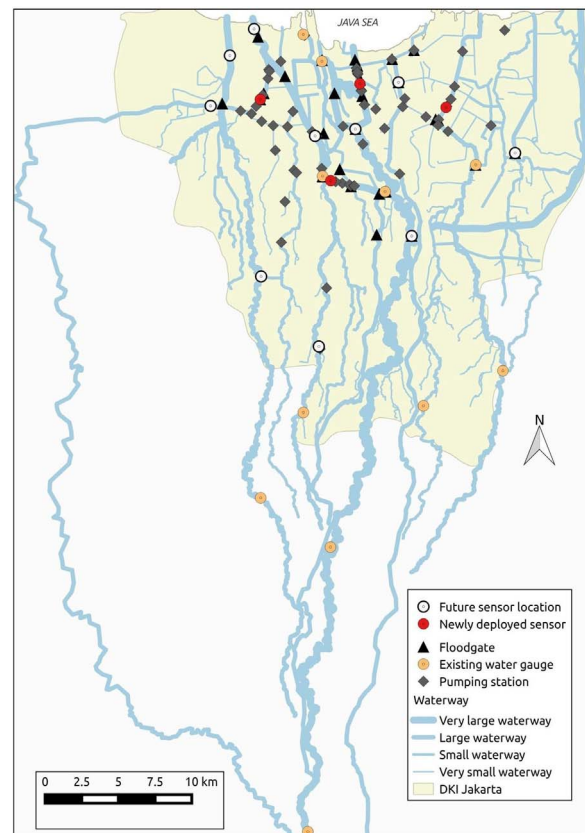 JAVA SEA
N
Future sensor location
Newly deployed sensor
Floodgate
Existing water gauge
Pumping station
Waterway
Very large waterway
Large waterway
Small waterway
Very small waterway
DKI Jakarta
0 2.5 5 7.5 10 km